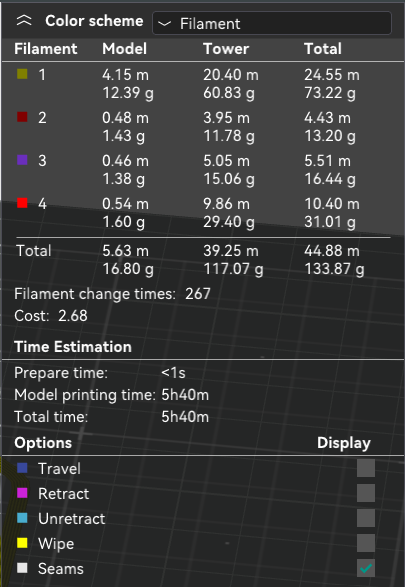 Color scheme Filament
Filament Model Tower Total
1 4.15 m 20.40 m 24.55 m
12.39 g 60.83 g 73.22 g
2 0.48 m 3.95 m 4.43 m
1.43 g 11.78 g 13.20 g
3 0.46 m 5.05 m 5.51 m
1.38 g 15.06 g 16.44 g
4 0.54 m 9.86 m 10.40 m
1.60 g 29.40 g 31.01 g
Total 5.63 m 39.25 m 44.88 m
16.80 g 117.07 g 133.87 g
Filament change times: 267
Cost: 2.68
Time Estimation
Prepare time: <1s
Model printing time: 5h40m
Total time: 5h40m
Options Display
Travel
Retract
Unretract
Wipe
Seams